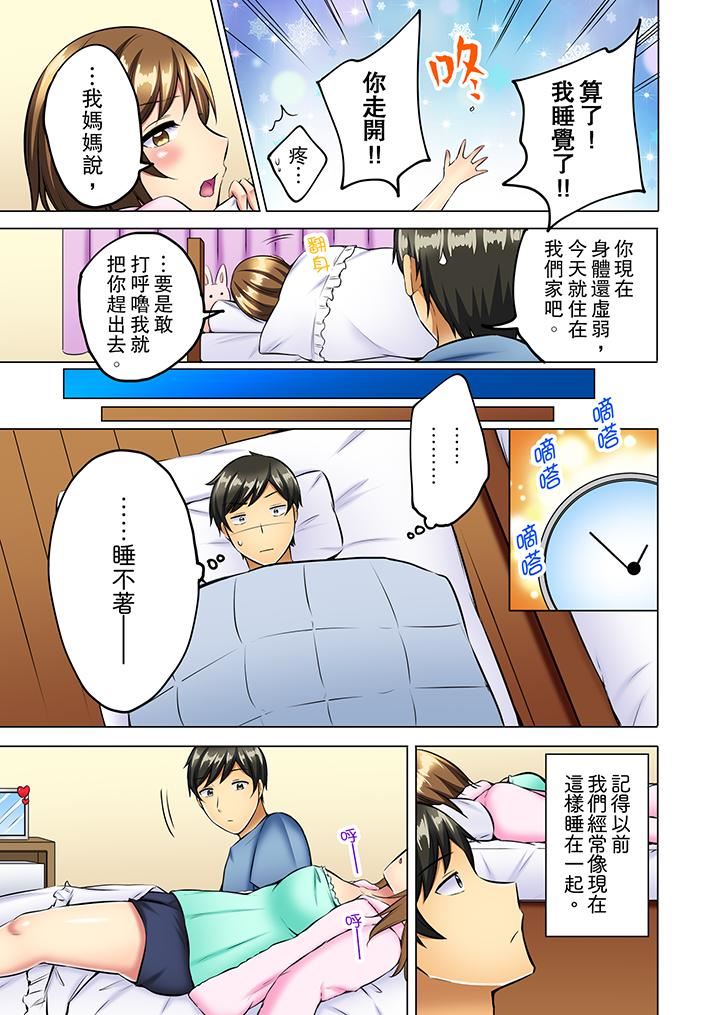 算了！
我睡覺了!!
咚
你走開!!
疼…
…我媽媽說，
你現在
身體還虛弱，
今天就住在
我們家吧。
翻身
…要是敢
打呼嚕我就
把你趕出去。
嘀嗒
嘀嗒
嘀嗒
………
……睡不著──
記得以前
我們經常像現在
這樣睡在一起。
呼──
呼──